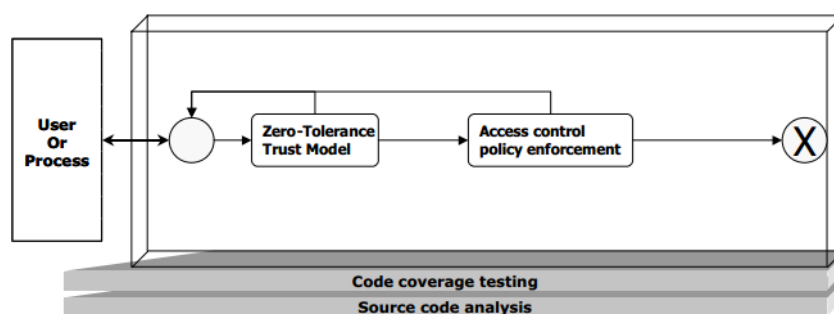 User
Or
Process
Zero-Tolerance
Trust Model
Access control
policy enforcement
X
Code coverage testing
Source code analysis